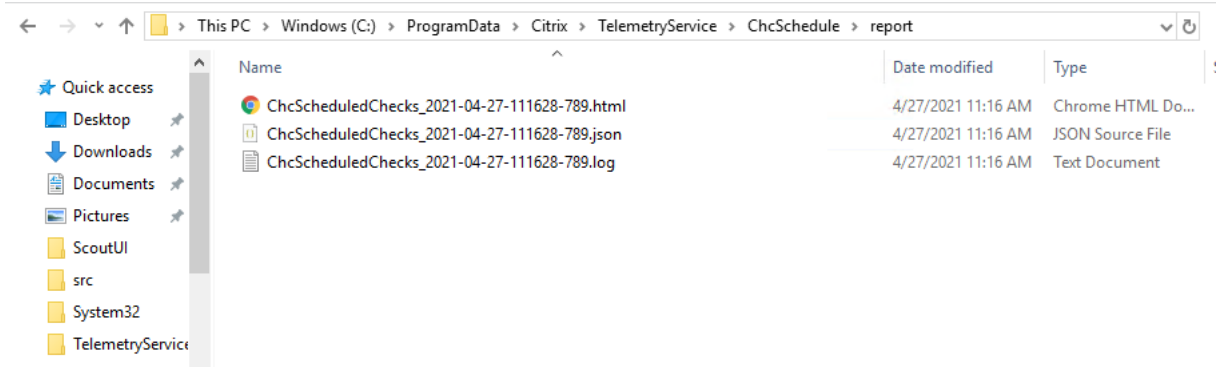 This PC > Windows (C:) > ProgramData > Citrix > TelemetryService > ChcSchedule > report
Name Date modified Type
Quick access
Desktop
Downloads
Documents
Pictures
ScoutUI
src
System32
TelemetryService
ChcScheduledChecks_2021-04-27-111628-789.html 4/27/2021 11:16 AM Chrome HTML Do...
ChcScheduledChecks_2021-04-27-111628-789.json 4/27/2021 11:16 AM JSON Source File
ChcScheduledChecks_2021-04-27-111628-789.log 4/27/2021 11:16 AM Text Document